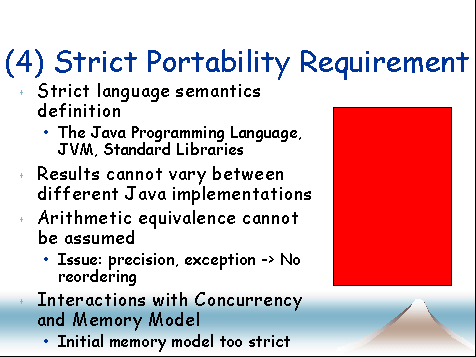 (4) Strict Portability Requirement
Strict language semantics
definition
• The Java Programming Language,
JVM, Standard Libraries
Results cannot vary between
different Java implementations
Arithmetic equivalence cannot
be assumed
• Issue: precision, exception -> No
reordering
Interactions with Concurrency
and Memory Model
• Initial memory model too strict